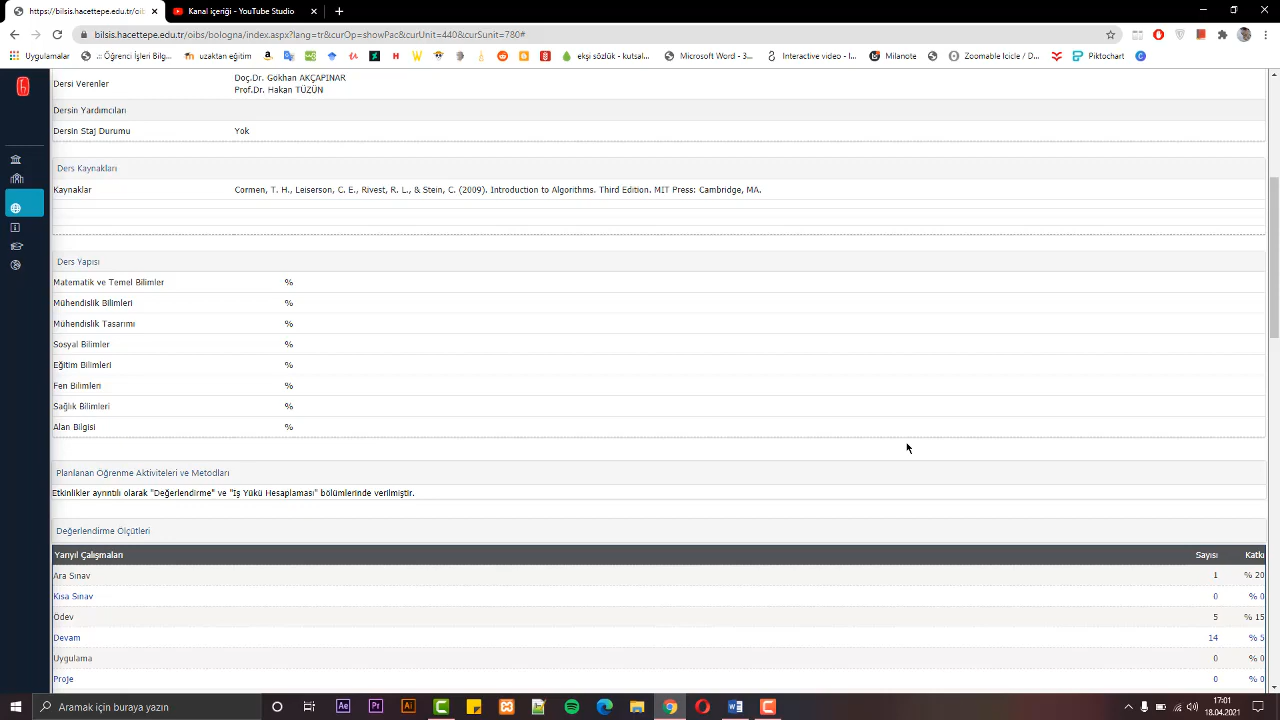 https://bilsis.hacettepe.edu.tr/oib
Kanal içeriği - YouTube Studio
bilsis.hacettepe.edu.tr/oibs/bologna/index.aspx?lang=tr&curOp=showPac&curUnit=440&curSunit=780#
Uygulamalar
.:: Öğrenci İşleri Bilg...
uzaktan eğitim
ekşi sözlük - kutsal...
Microsoft Word - 3...
Interactive video - I...
Milanote
Zoomable Icicle / D...
Piktochart
Dersi Verenler
Doç.Dr. Gökhan AKÇAPINAR
Prof.Dr. Hakan TÜZÜN
Dersin Yardımcıları
Dersin Staj Durumu Yok
Ders Kaynakları
Kaynaklar Cormen, T. H., Leiserson, C. E., Rivest, R. L., & Stein, C. (2009). Introduction to Algorithms. Third Edition. MIT Press: Cambridge, MA.
Ders Yapısı
Matematik ve Temel Bilimler %
Mühendislik Bilimleri %
Mühendislik Tasarımı %
Sosyal Bilimler %
Eğitim Bilimleri %
Fen Bilimleri %
Sağlık Bilimleri %
Alan Bilgisi %
Planlanan Öğrenme Aktiviteleri ve Metodları
Etkinlikler ayrıntılı olarak "Değerlendirme" ve "İş Yükü Hesaplaması" bölümlerinde verilmiştir.
Değerlendirme Ölçütleri
Yarıyıl Çalışmaları Sayısı Katkı
Ara Sınav 1 % 20
Kısa Sınav 0 % 0
Ödev 5 % 15
Devam 14 % 5
Uygulama 0 % 0
Proje 0 % 0
Aramak için buraya yazın
17:01
18.04.2021